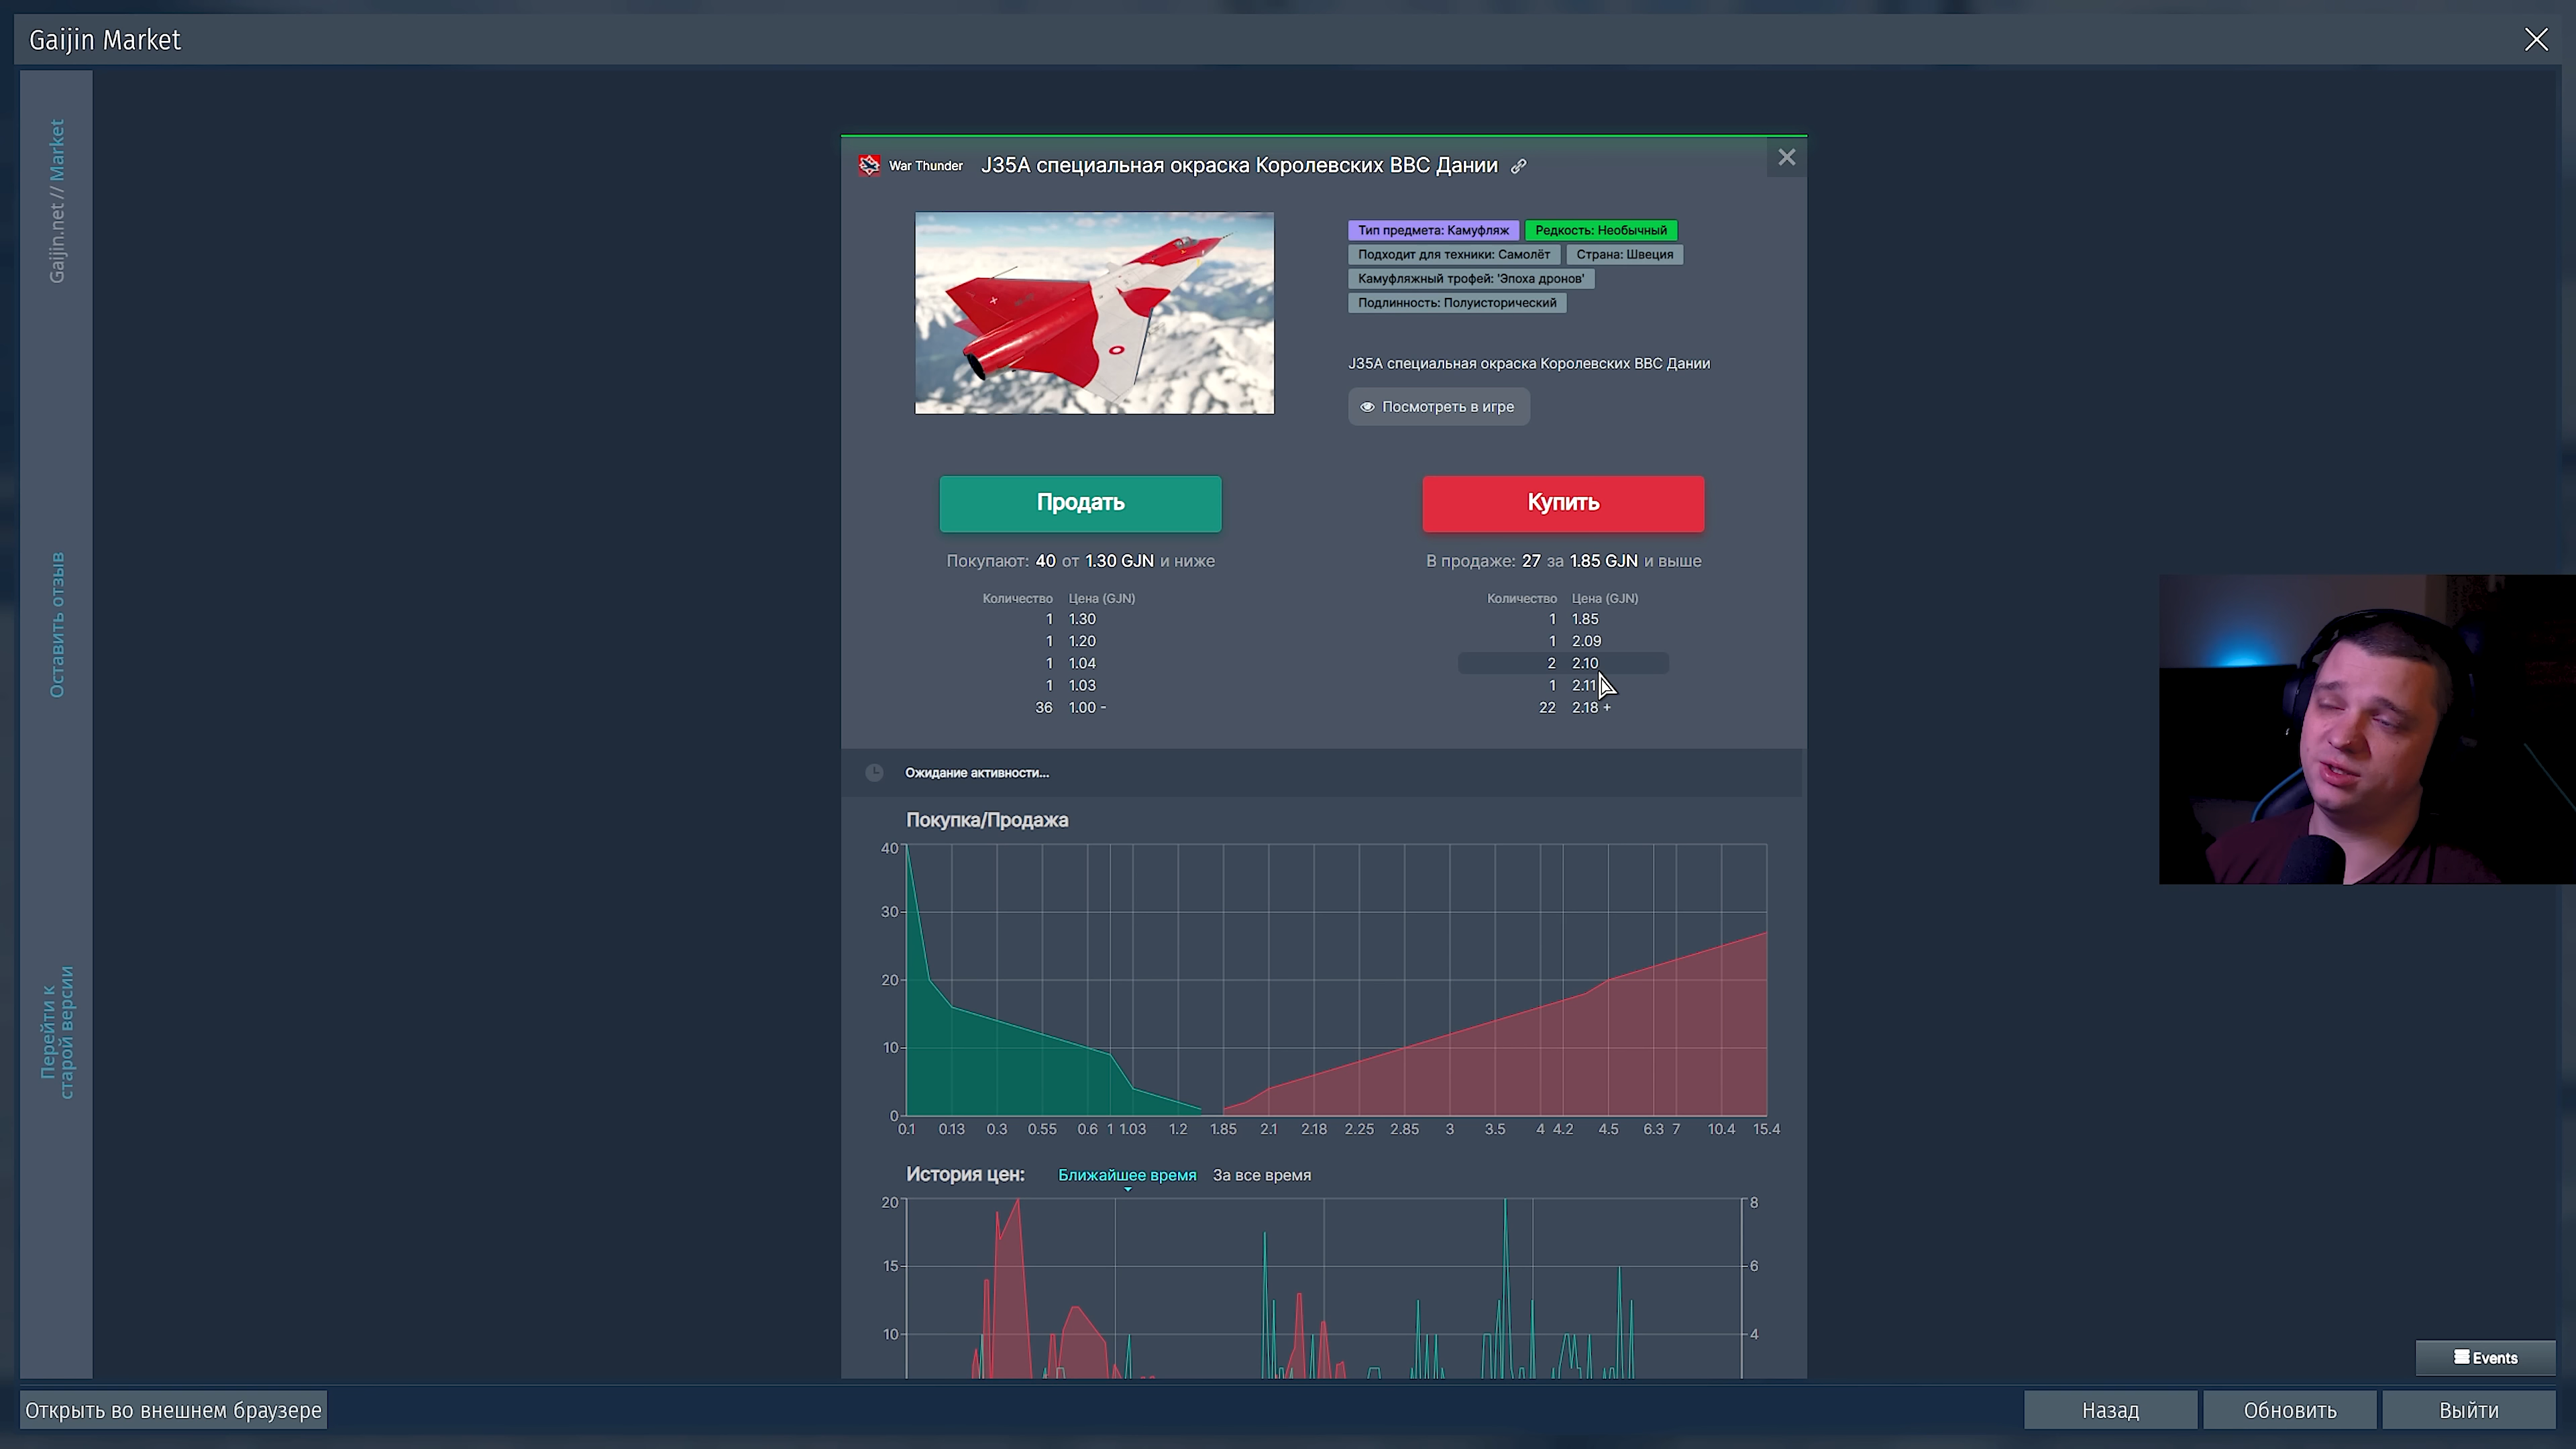 Gaijin Market
Gaijin.net // Market
Оставить отзыв
Перейти к
старой версии
War Thunder J35A специальная окраска Королевских ВВС Дании
Тип предмета: Камуфляж Редкость: Необычный
Подходит для техники: Самолёт Страна: Швеция
Камуфляжный трофей: 'Эпоха дронов'
Подлинность: Полуисторический
J35A специальная окраска Королевских ВВС Дании
Посмотреть в игре
Продать Купить
Покупают: 40 от 1.30 GJN и ниже В продаже: 27 за 1.85 GJN и выше
Количество Цена (GJN) Количество Цена (GJN)
1 1.30 1 1.85
1 1.20 1 2.09
1 1.04 2 2.10
1 1.03 1 2.11
36 1.00 - 22 2.18 +
Ожидание активности...
Покупка/Продажа
40
30
20
10
0
0.1 0.13 0.3 0.55 0.6 1 1.03 1.2 1.85 2.1 2.18 2.25 2.85 3 3.5 4 4.2 4.5 6.3 7 10.4 15.4
История цен: Ближайшее время За все время
20 8
15 6
10 4
Events
Открыть во внешнем браузере Назад Обновить Выйти